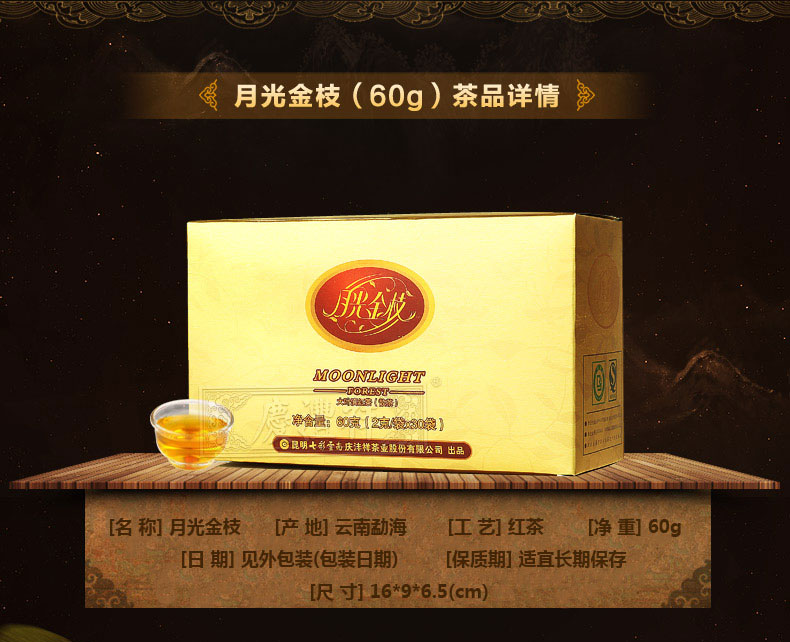 月光金枝（60g）茶品详情
月光金枝
MOONLIGHT
FOREST
净含量：60克（2克/袋x30袋）
昆明七彩云南庆沣祥茶业股份有限公司 出品
[名 称] 月光金枝 [产 地] 云南勐海 [工 艺] 红茶 [净 重] 60g
[日 期] 见外包装(包装日期) [保质期] 适宜长期保存
[尺 寸] 16*9*6.5(cm)